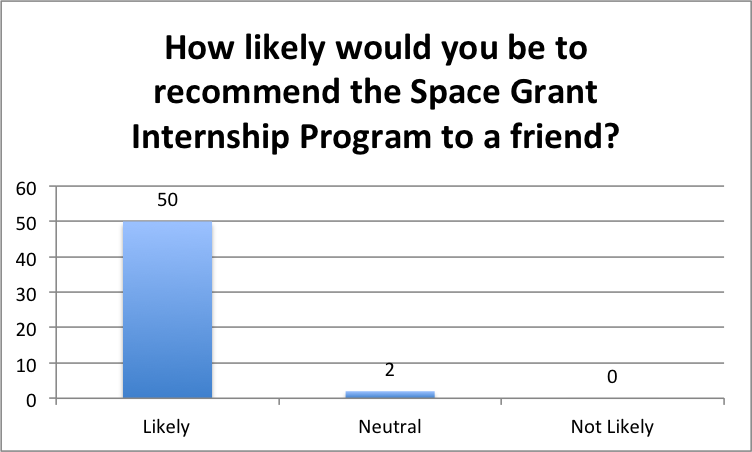 How likely would you be to
recommend the Space Grant
Internship Program to a friend?
60
50
40
30
20
10
0
50
2
0
Likely
Neutral
Not Likely